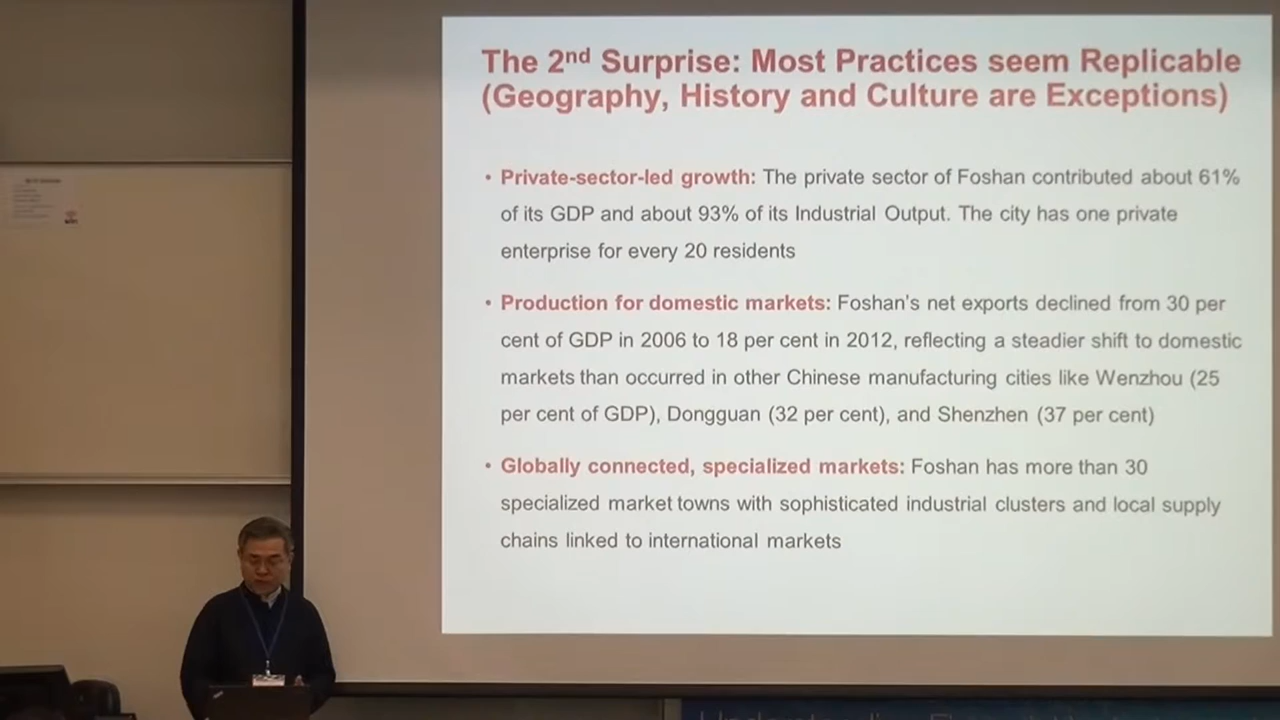 The 2nd Surprise: Most Practices seem Replicable
(Geography, History and Culture are Exceptions)
• Private-sector-led growth: The private sector of Foshan contributed about 61%
of its GDP and about 93% of its Industrial Output. The city has one private
enterprise for every 20 residents
• Production for domestic markets: Foshan's net exports declined from 30 per
cent of GDP in 2006 to 18 per cent in 2012, reflecting a steadier shift to domestic
markets than occurred in other Chinese manufacturing cities like Wenzhou (25
per cent of GDP), Dongguan (32 per cent), and Shenzhen (37 per cent)
• Globally connected, specialized markets: Foshan has more than 30
specialized market towns with sophisticated industrial clusters and local supply
chains linked to international markets